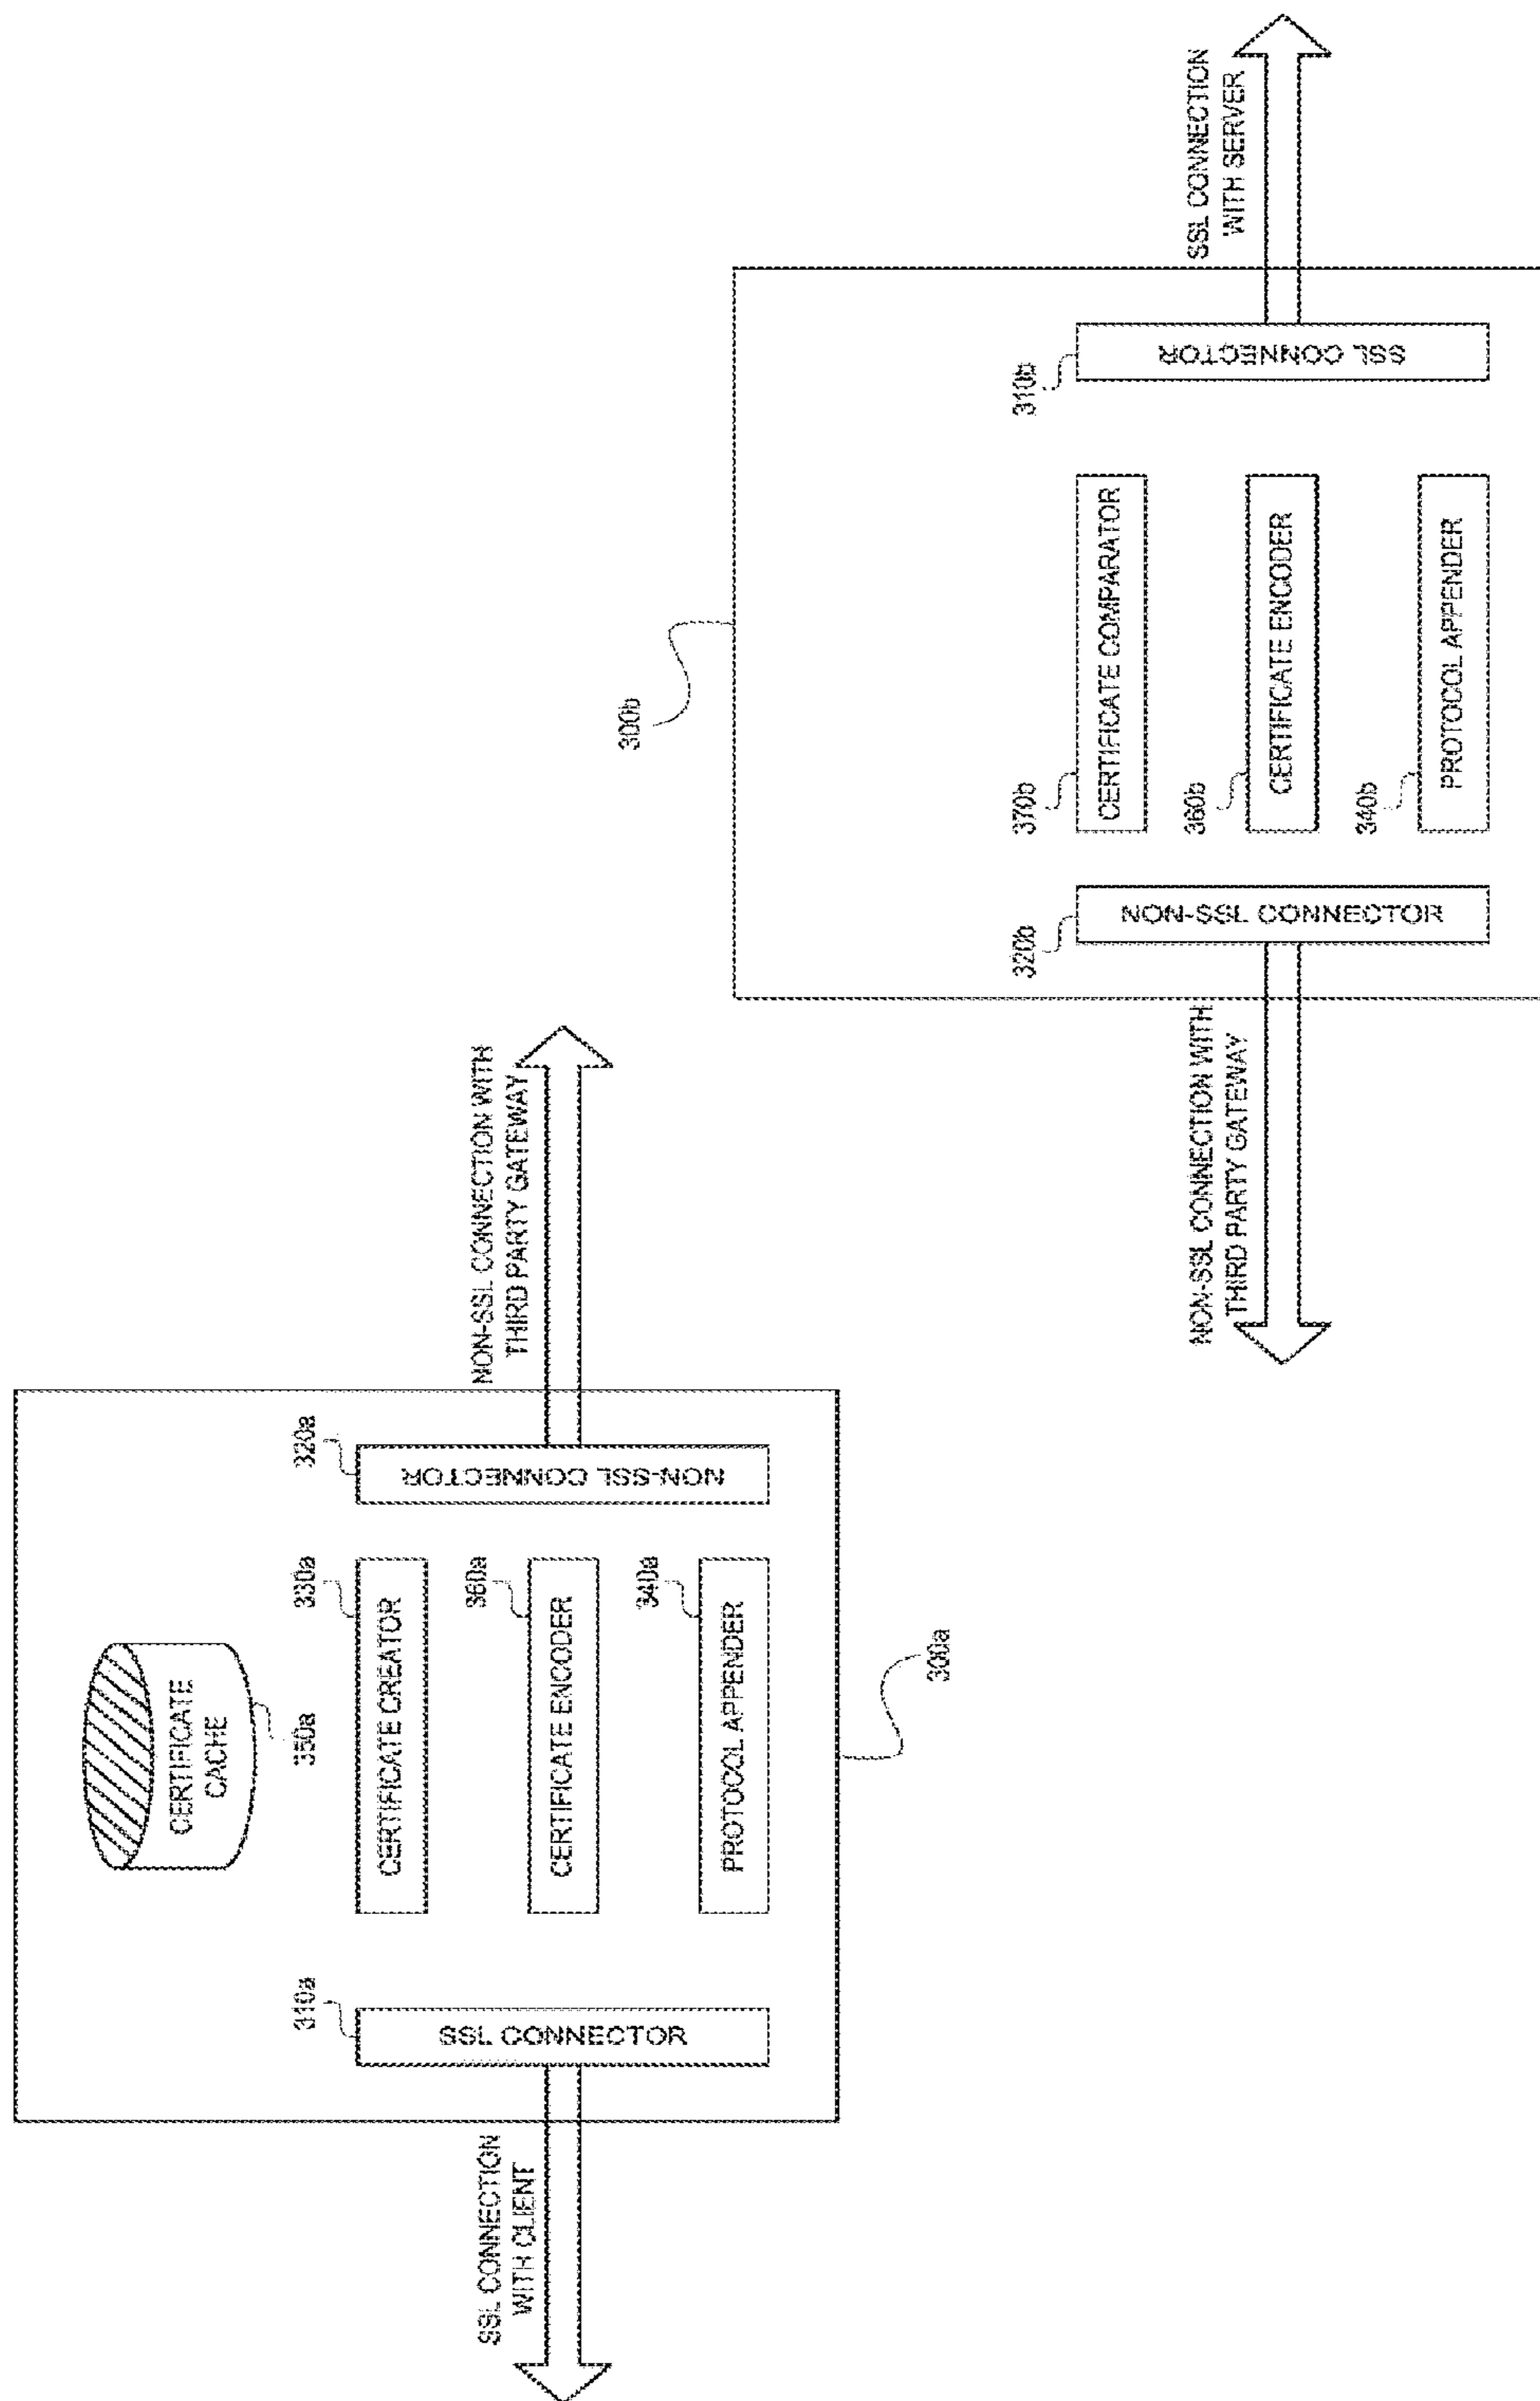 CERTIFICATE
CACHE
350a
310a
SSL CONNECTOR
CERTIFICATE CREATOR
330a
CERTIFICATE ENCODER
360a
PROTOCOL APPENDER
340a
320a
NON-SSL CONNECTOR
SSL CONNECTION
WITH CLIENT
NON-SSL CONNECTION WITH
THIRD PARTY GATEWAY
300a
300b
320b
NON-SSL CONNECTOR
370b
CERTIFICATE COMPARATOR
360b
CERTIFICATE ENCODER
340b
PROTOCOL APPENDER
310b
SSL CONNECTOR
NON-SSL CONNECTION WITH
THIRD PARTY GATEWAY
SSL CONNECTION
WITH SERVER